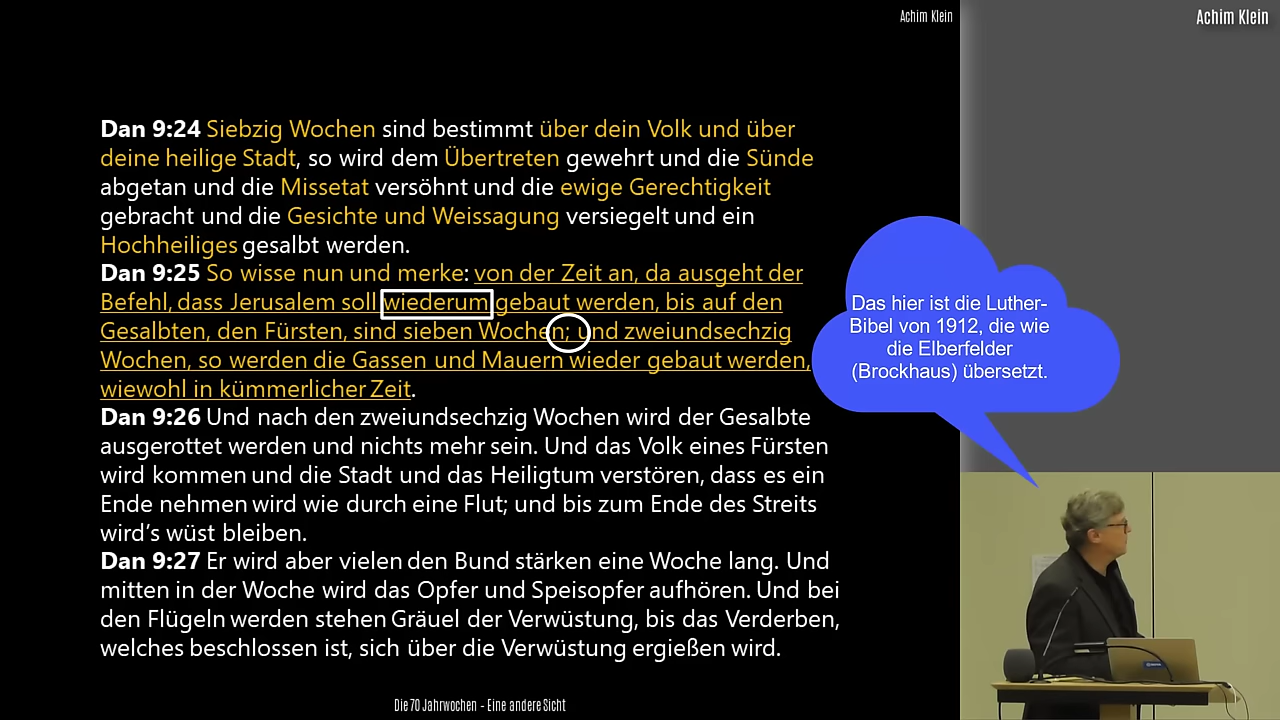 Achim Klein
Achim Klein
Dan 9:24 Siebzig Wochen sind bestimmt über dein Volk und über
deine heilige Stadt, so wird dem Übertreten gewehrt und die Sünde
abgetan und die Missetat versöhnt und die ewige Gerechtigkeit
gebracht und die Gesichte und Weissagung versiegelt und ein
Hochheiliges gesalbt werden.
Dan 9:25 So wisse nun und merke: von der Zeit an, da ausgeht der
Befehl, dass Jerusalem soll wiederum gebaut werden, bis auf den
Gesalbten, den Fürsten, sind sieben Wochen; und zweiundsechzig
Wochen, so werden die Gassen und Mauern wieder gebaut werden,
wiewohl in kümmerlicher Zeit.
Dan 9:26 Und nach den zweiundsechzig Wochen wird der Gesalbte
ausgerottet werden und nichts mehr sein. Und das Volk eines Fürsten
wird kommen und die Stadt und das Heiligtum verstören, dass es ein
Ende nehmen wird wie durch eine Flut; und bis zum Ende des Streits
wird's wüst bleiben.
Dan 9:27 Er wird aber vielen den Bund stärken eine Woche lang. Und
mitten in der Woche wird das Opfer und Speisopfer aufhören. Und bei
den Flügeln werden stehen Gräuel der Verwüstung, bis das Verderben,
welches beschlossen ist, sich über die Verwüstung ergießen wird.
Das hier ist die Luther-
Bibel von 1912, die wie
die Elberfelder
(Brockhaus) übersetzt.
Die 70 Jahrwochen - Eine andere Sicht